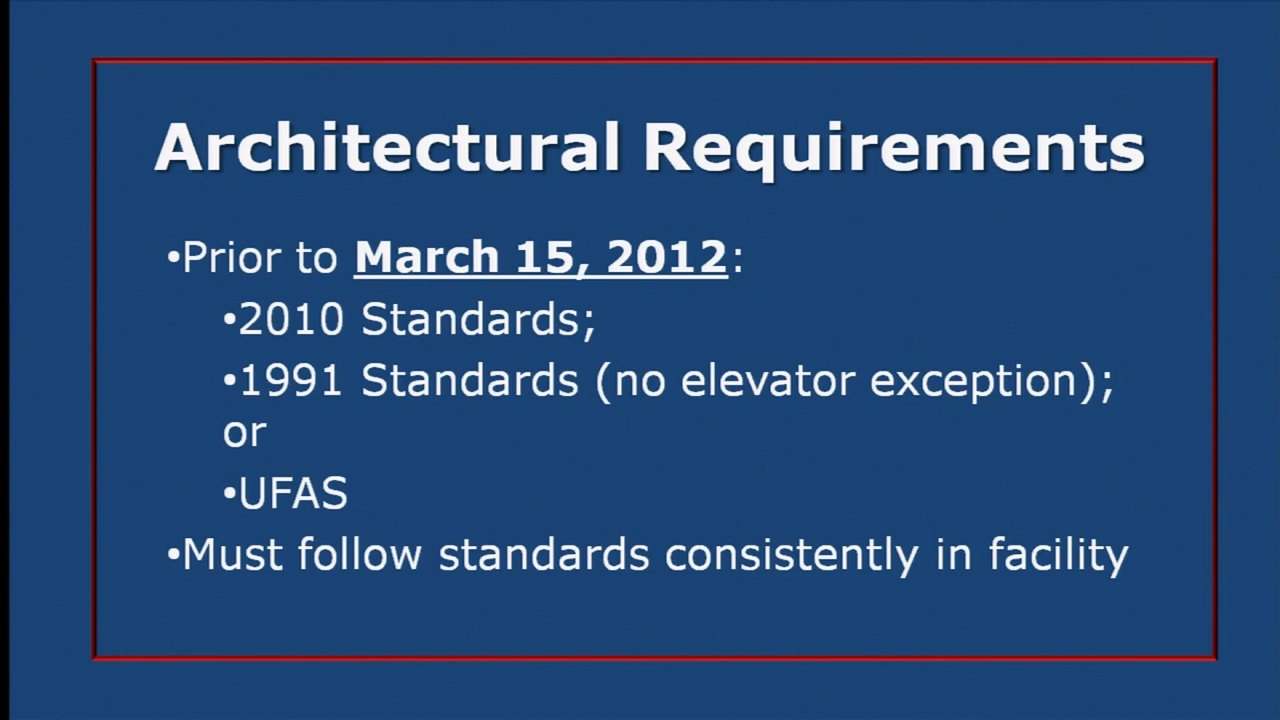 Architectural Requirements
•Prior to March 15, 2012:
•2010 Standards;
•1991 Standards (no elevator exception);
or
•UFAS
•Must follow standards consistently in facility